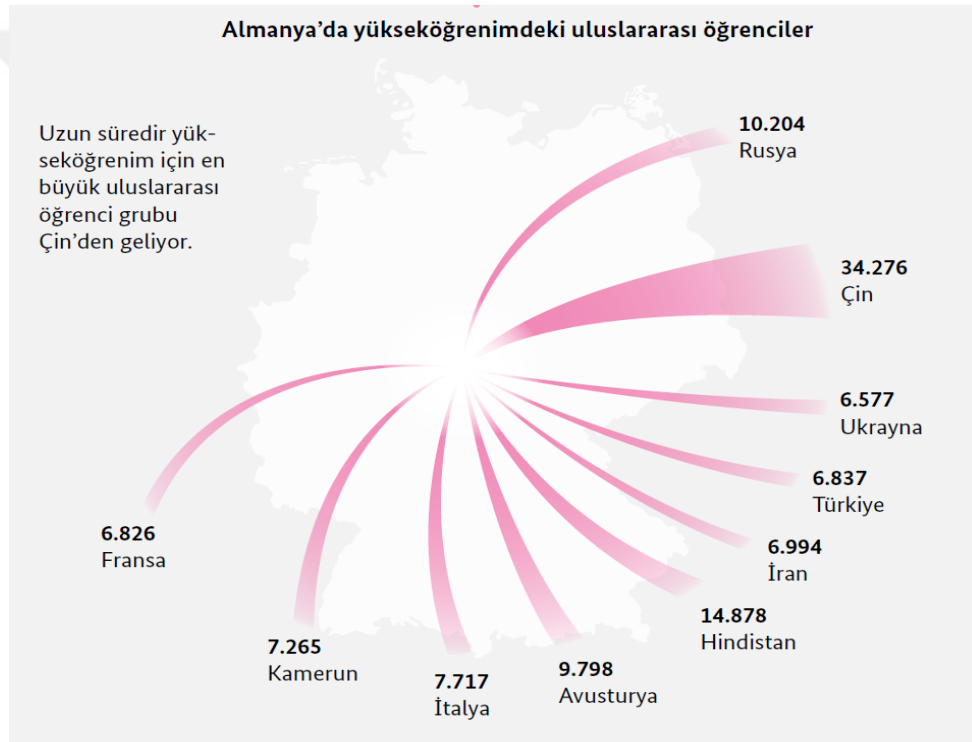 Almanya’da yükseköğrenimdeki uluslararası öğrenciler
Uzun süredir yük-
seköğrenim için en
büyük uluslararası
öğrenci grubu
Çin’den geliyor.
10.204
Rusya
34.276
Çin
6.577
Ukrayna
6.837
Türkiye
6.994
İran
14.878
Hindistan
9.798
Avusturya
7.717
İtalya
7.265
Kamerun
6.826
Fransa